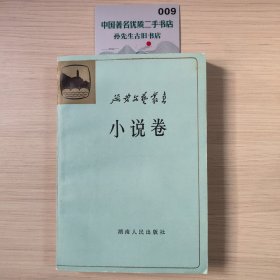 009
中国著名优陵二手书店
孙先生古旧书店
延安文艺丛书
小说卷
湖南人民出版社